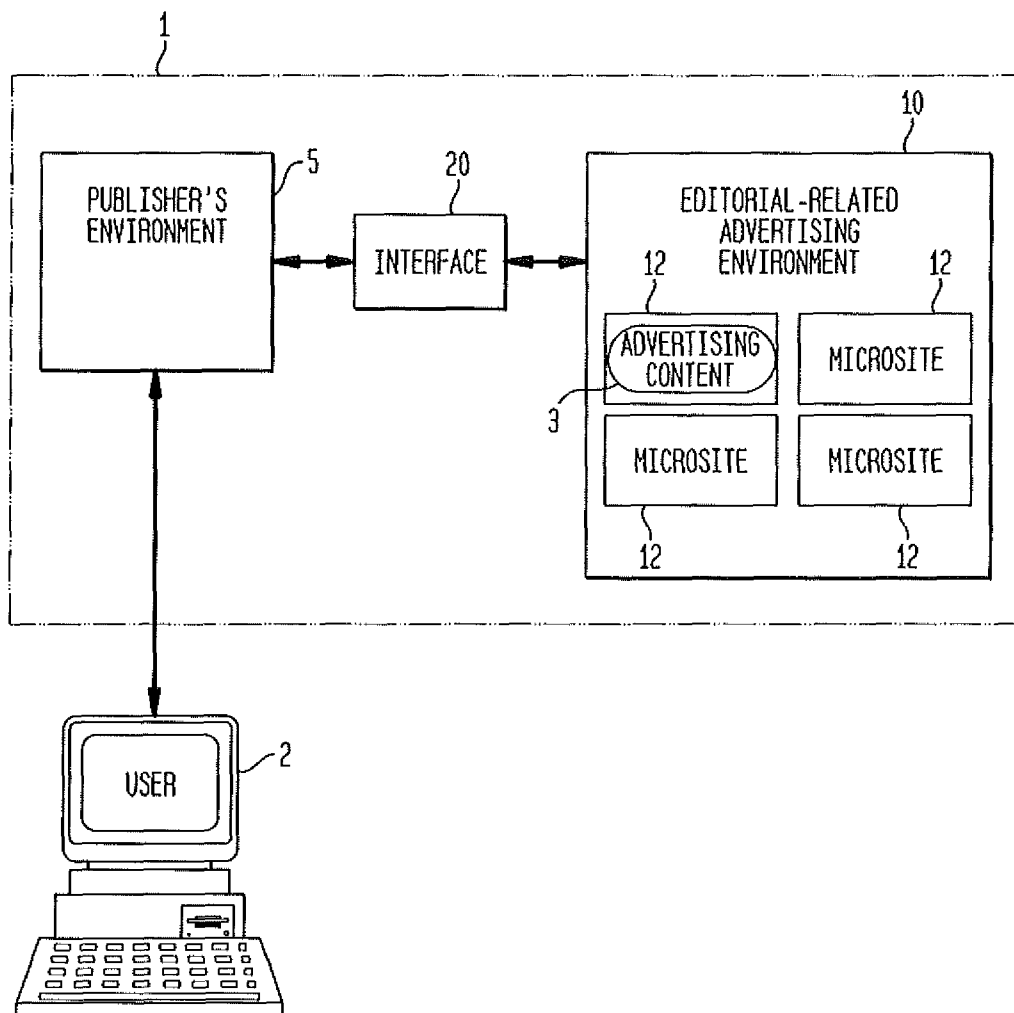 1
10
5
PUBLISHER'S
ENVIRONMENT
20
INTERFACE
EDITORIAL-RELATED
ADVERTISING
ENVIRONMENT
12
12
ADVERTISING
CONTENT
3
MICROSITE
MICROSITE
MICROSITE
12
12
USER
2